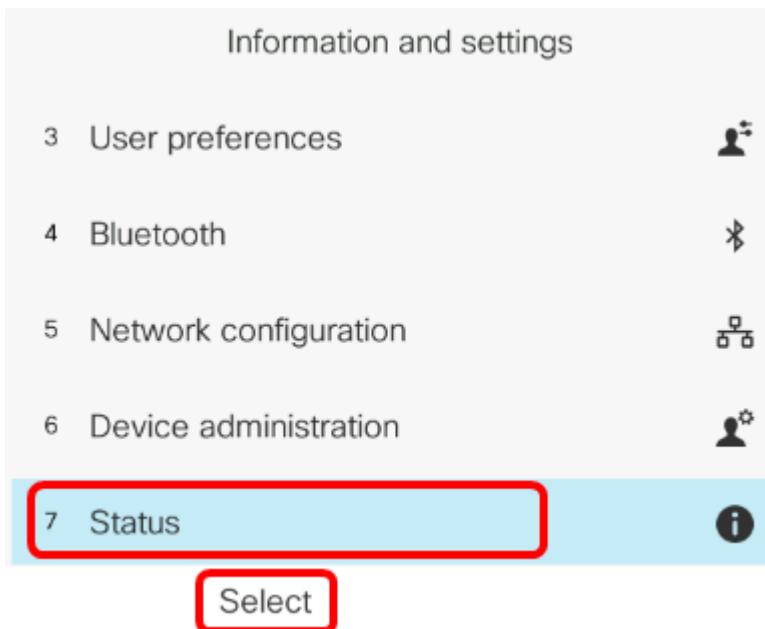 Information and settings
3 User preferences
4 Bluetooth
5 Network configuration
6 Device administration
7 Status
Select